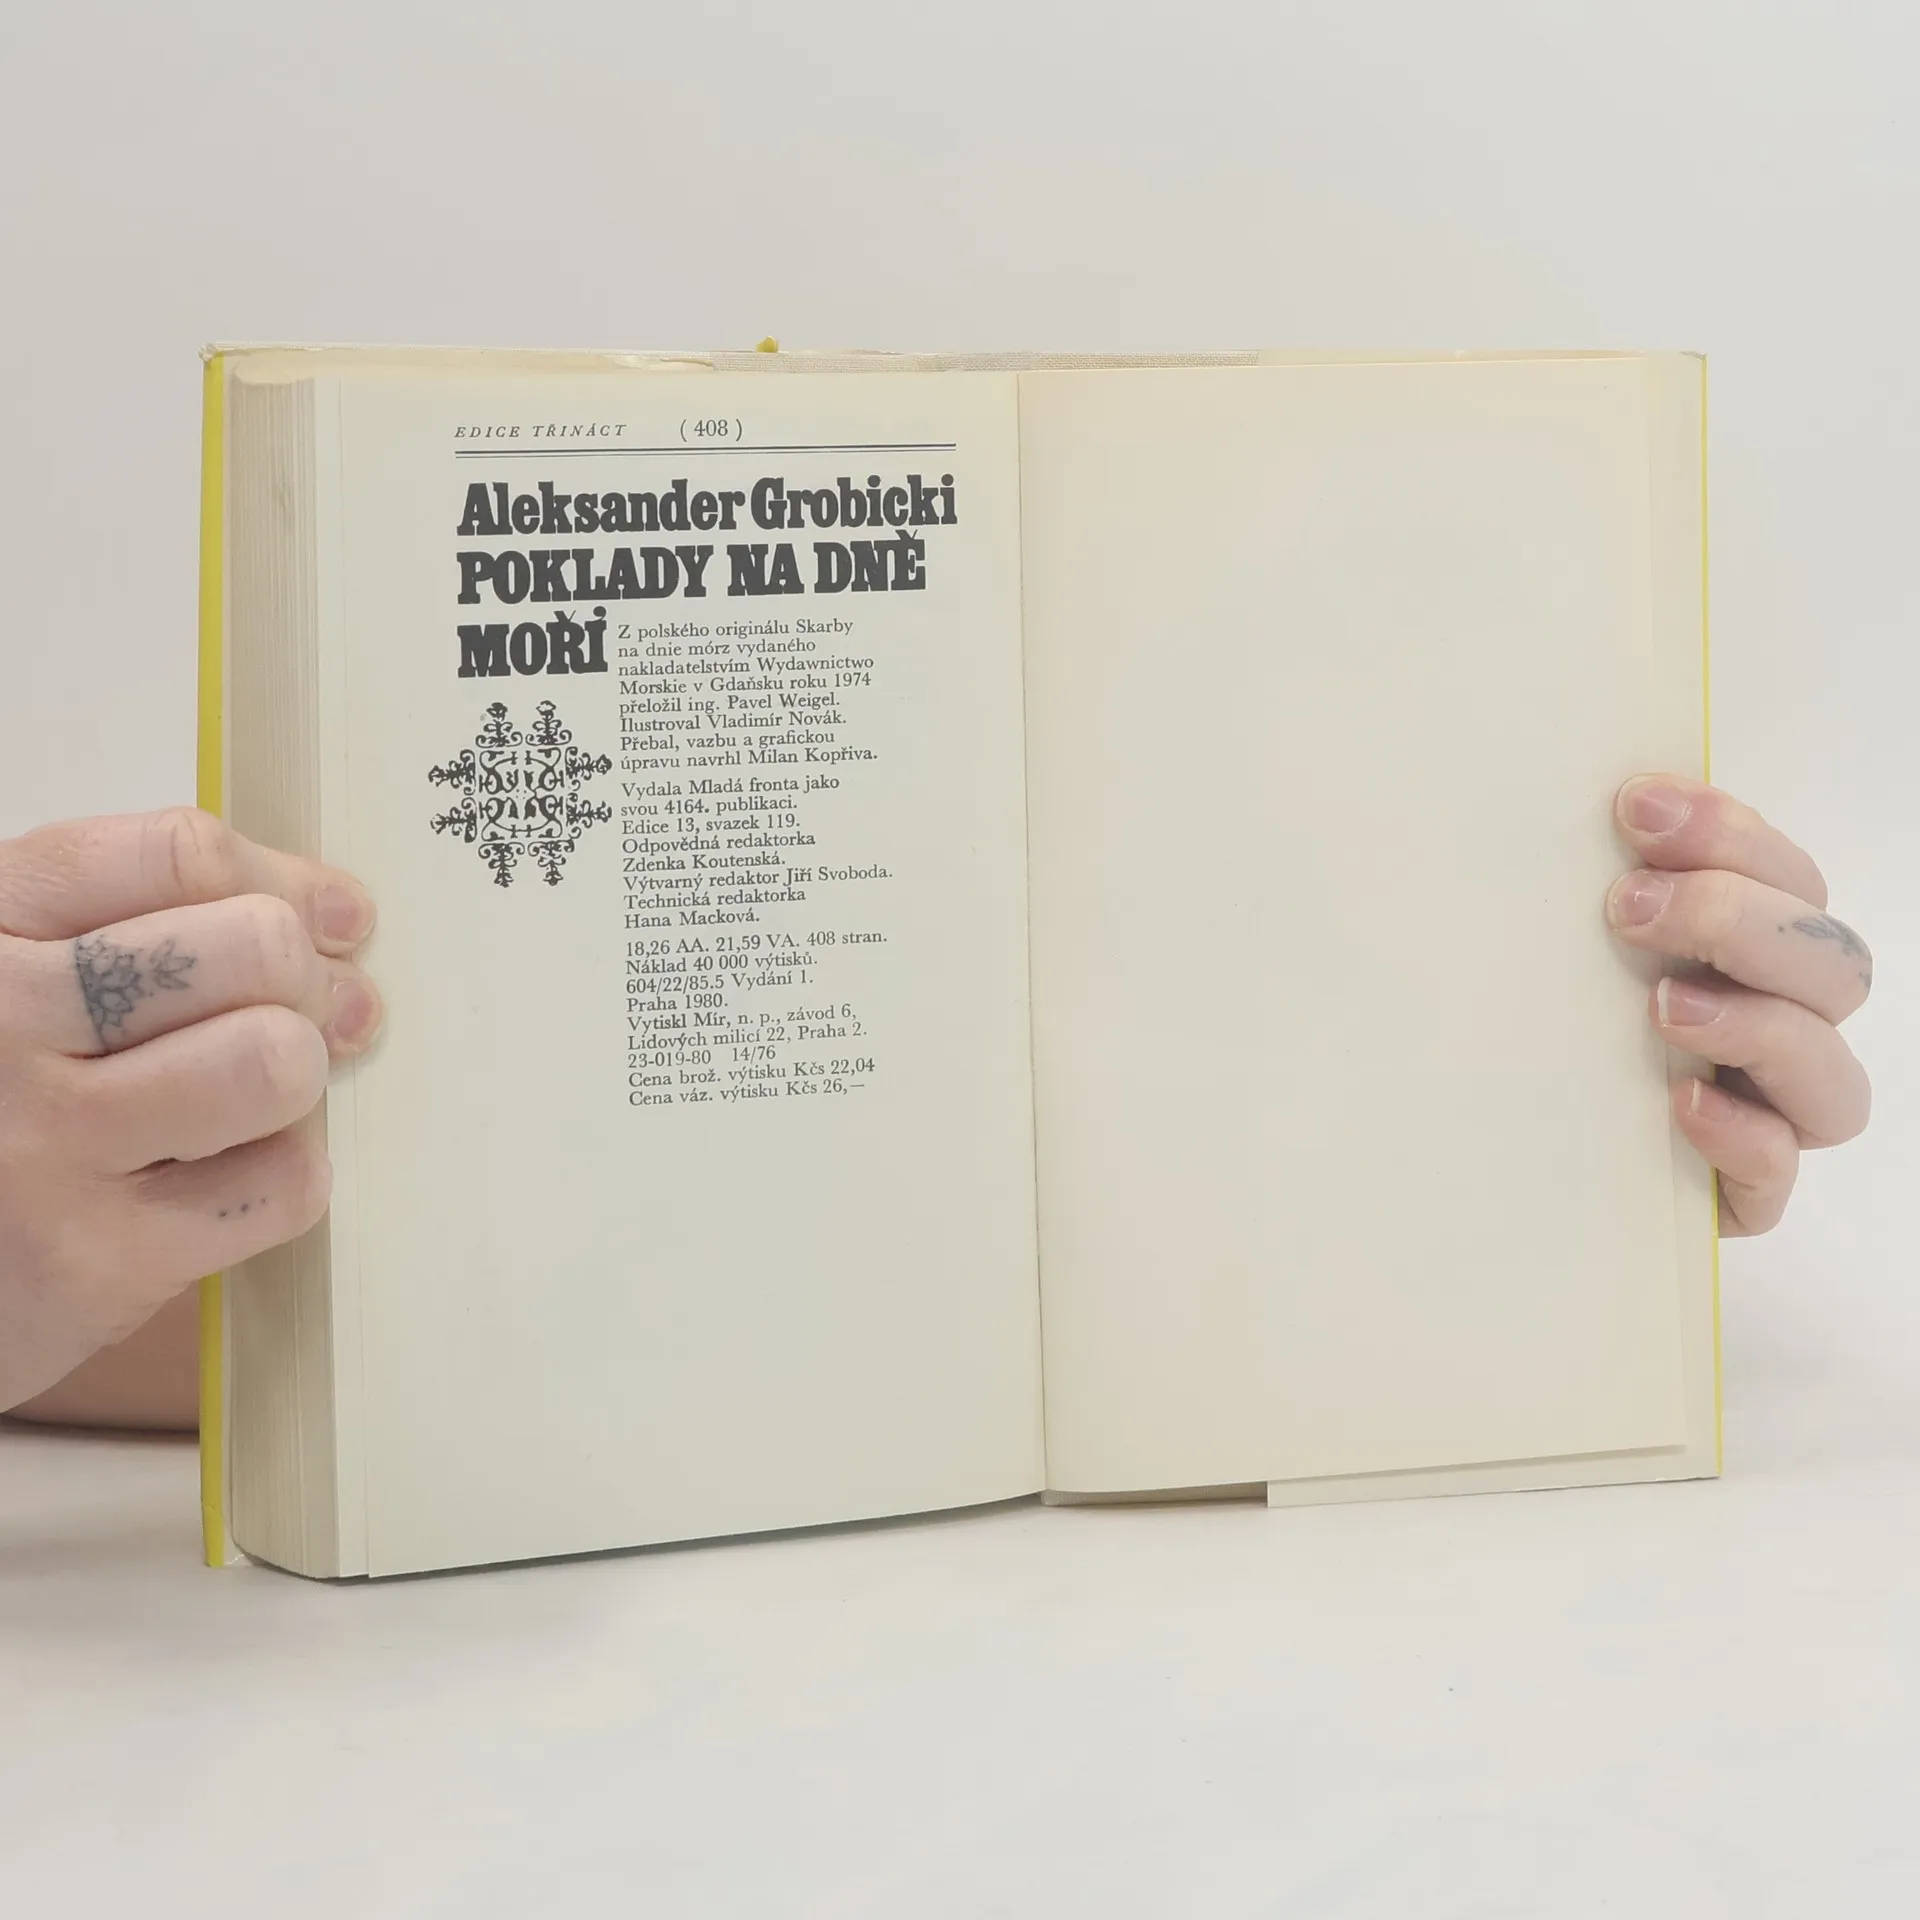 EDICE TŘINÁCT (408)
Aleksander Grobicki
POKLADY NA DNĚ
MOŘÍ
Z polského originálu Skarby
na dnie mórz vydaného
nakladatelstvím Wydawnictwo
Morskie v Gdaňsku roku 1974
přeložil ing. Pavel Weigel.
Ilustroval Vladimír Novák.
Přebal, vazbu a grafickou
úpravu navrhl Milan Kopřiva.
Vydala Mladá fronta jako
svou 4164. publikaci.
Edice 13, svazek 119.
Odpovědná redaktorka
Zdenka Koutenská.
Výtvarný redaktor Jiří Svoboda.
Technická redaktorka
Hana Macková.
18,26 AA. 21,59 VA. 408 stran.
Náklad 40 000 výtisků.
604/22/85.5 Vydání 1.
Praha 1980.
Vytiskl Mír, n. p., závod 6,
Lidových milicí 22, Praha 2.
23-019-80 14/76
Cena brož. výtisku Kčs 22,04
Cena váz. výtisku Kčs 26,—